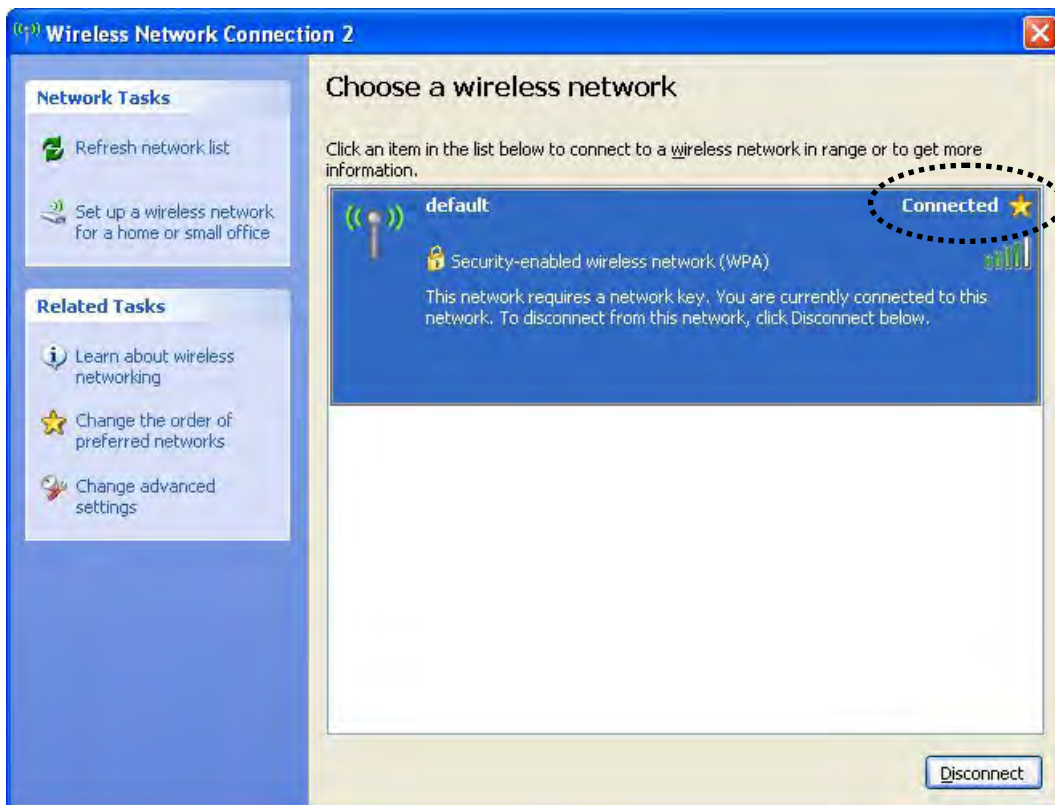 Wireless Network Connection 2
Network Tasks
Refresh network list
Set up a wireless network
for a home or small office
Related Tasks
Learn about wireless
networking
Change the order of
preferred networks
Change advanced
settings
Choose a wireless network
Click an item in the list below to connect to a wireless network in range or to get more
information.
default
Connected
Security-enabled wireless network (WPA)
This network requires a network key. You are currently connected to this
network. To disconnect from this network, click Disconnect below.
Disconnect